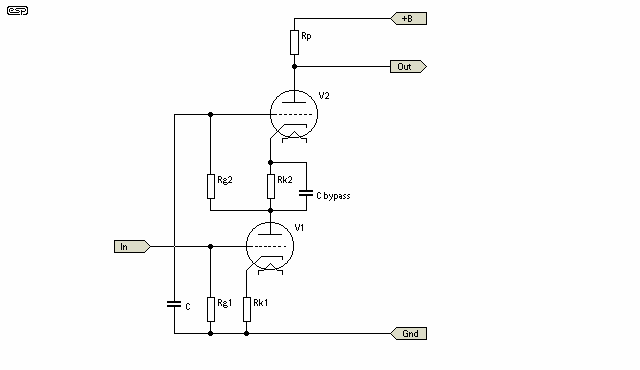 esp
+B
Rp
Out
V2
Rg2
Rk2
C bypass
V1
In
C
Rg1
Rk1
Gnd